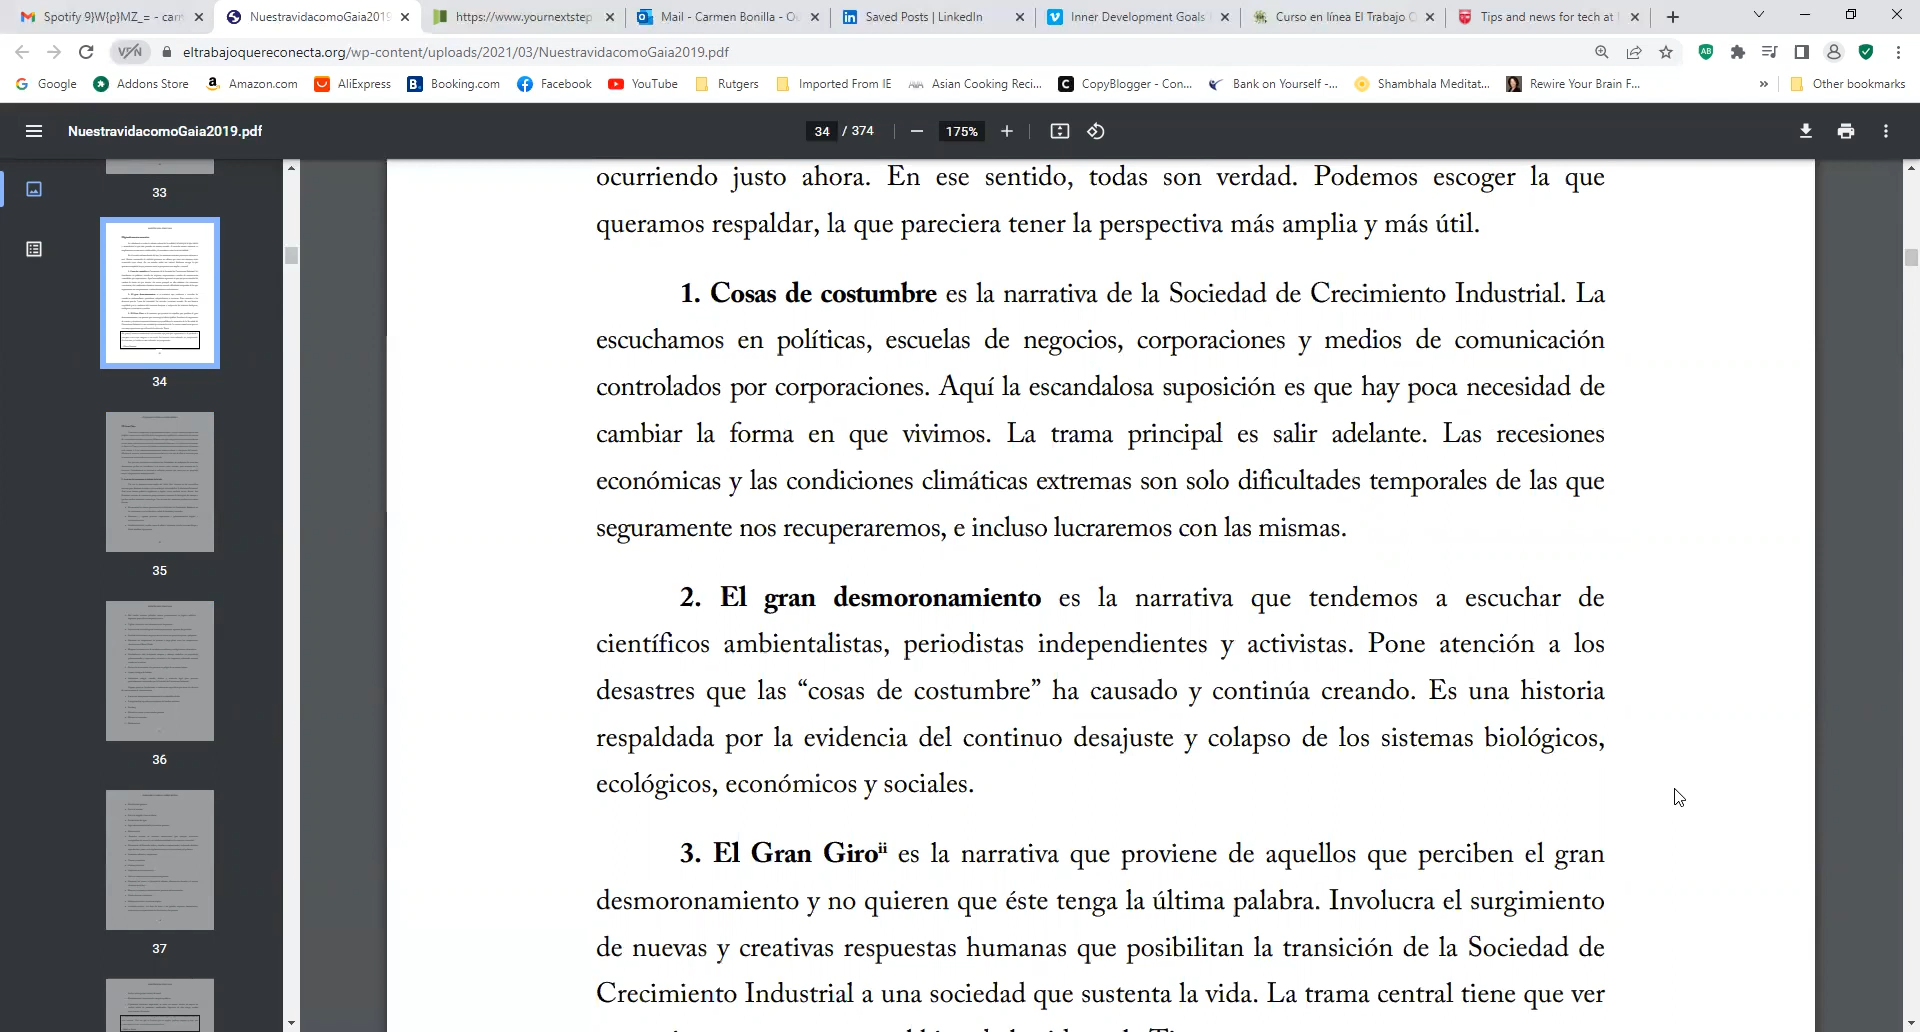 Spotify 9}W{p}MZ_= - carr
NuestravidacomoGaia2019
https://www.yournextstep
Mail - Carmen Bonilla - O
Saved Posts | LinkedIn
Inner Development Goals
Curso en línea El Trabajo
Tips and news for tech at
VPN
eltrabajoquereconecta.org/wp-content/uploads/2021/03/NuestravidacomoGaia2019.pdf
Google
Addons Store
Amazon.com
AliExpress
Booking.com
Facebook
YouTube
Rutgers
Imported From IE
Asian Cooking Reci...
CopyBlogger - Con...
Bank on Yourself -...
Shambhala Meditat...
Rewire Your Brain F...
»
Other bookmarks
NuestravidacomoGaia2019.pdf
34 / 374
175%
33
34
35
36
37
ocurriendo justo ahora. En ese sentido, todas son verdad. Podemos escoger la que
queramos respaldar, la que pareciera tener la perspectiva más amplia y más útil.
1. Cosas de costumbre es la narrativa de la Sociedad de Crecimiento Industrial. La
escuchamos en políticas, escuelas de negocios, corporaciones y medios de comunicación
controlados por corporaciones. Aquí la escandalosa suposición es que hay poca necesidad de
cambiar la forma en que vivimos. La trama principal es salir adelante. Las recesiones
económicas y las condiciones climáticas extremas son solo dificultades temporales de las que
seguramente nos recuperaremos, e incluso lucraremos con las mismas.
2. El gran desmoronamiento es la narrativa que tendemos a escuchar de
científicos ambientalistas, periodistas independientes y activistas. Pone atención a los
desastres que las “cosas de costumbre” ha causado y continúa creando. Es una historia
respaldada por la evidencia del continuo desajuste y colapso de los sistemas biológicos,
ecológicos, económicos y sociales.
3. El Gran Giroii es la narrativa que proviene de aquellos que perciben el gran
desmoronamiento y no quieren que éste tenga la última palabra. Involucra el surgimiento
de nuevas y creativas respuestas humanas que posibilitan la transición de la Sociedad de
Crecimiento Industrial a una sociedad que sustenta la vida. La trama central tiene que ver